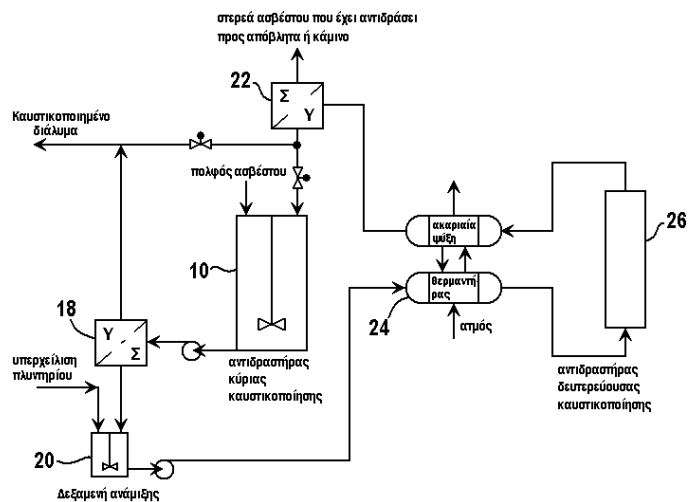 στερεά ασβέστου που έχει αντιδράσει
προς απόβλητα ή κάμινο
22
Σ
Υ
Καυστικοποιημένο
διάλυμα
πολφός ασβέστου
10
ακαριαία
ψύξη
26
θερμαντή-
ρας
24
ατμός
18
Υ
Σ
υπερχείλιση
πλυντηρίου
αντιδραστήρας
κύριας
καυστικοποίησης
αντιδραστήρας
δευτερεύουσας
καυστικοποίησης
20
Δεξαμενή ανάμιξης